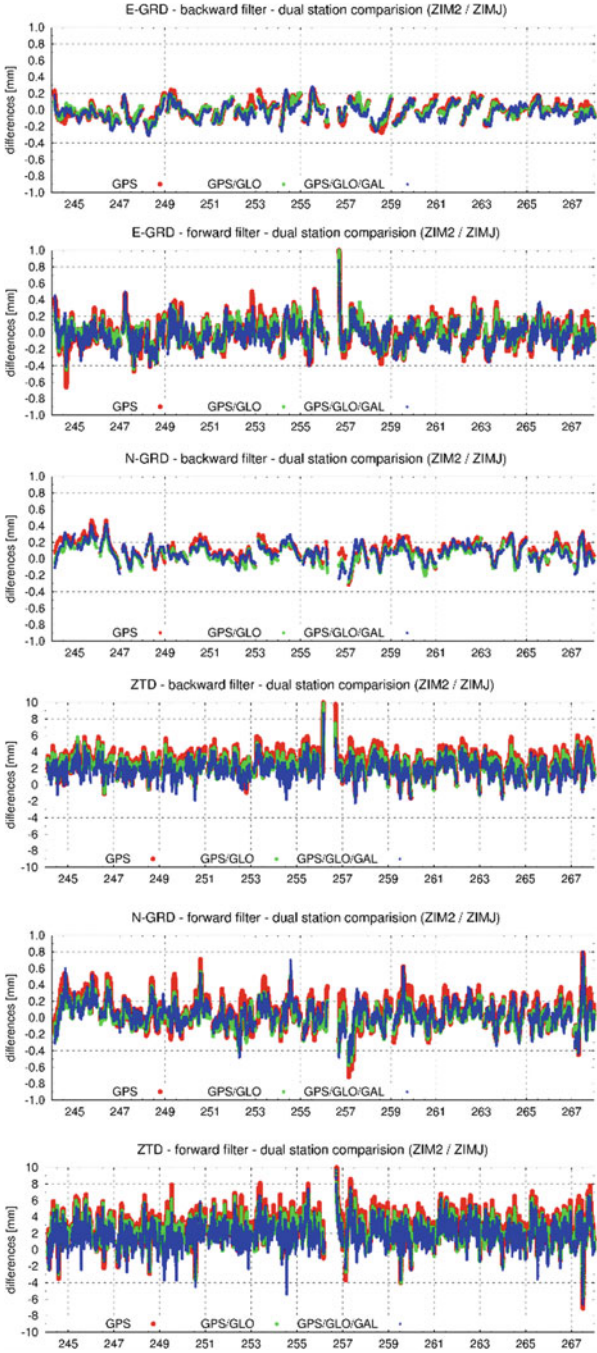 E-GRD - backward filter - dual station comparision (ZIM2 / ZIMJ)
1.0
0.8
0.6
0.4
0.2
0.0
-0.2
-0.4
-0.6
-0.8
-1.0
differences [mm]
GPS GPS/GLO GPS/GLO/GAL
245 247 249 251 253 255 257 259 261 263 265 267
E-GRD - forward filter - dual station comparision (ZIM2 / ZIMJ)
1.0
0.8
0.6
0.4
0.2
0.0
-0.2
-0.4
-0.6
-0.8
-1.0
differences [mm]
GPS GPS/GLO GPS/GLO/GAL
245 247 249 251 253 255 257 259 261 263 265 267
N-GRD - backward filter - dual station comparision (ZIM2 / ZIMJ)
1.0
0.8
0.6
0.4
0.2
0.0
-0.2
-0.4
-0.6
-0.8
-1.0
differences [mm]
GPS GPS/GLO GPS/GLO/GAL
245 247 249 251 253 255 257 259 261 263 265 267
ZTD - backward filter - dual station comparision (ZIM2 / ZIMJ)
10
8
6
4
2
0
-2
-4
-6
-8
-10
differences [mm]
GPS GPS/GLO GPS/GLO/GAL
245 247 249 251 253 255 257 259 261 263 265 267
N-GRD - forward filter - dual station comparision (ZIM2 / ZIMJ)
1.0
0.8
0.6
0.4
0.2
0.0
-0.2
-0.4
-0.6
-0.8
-1.0
differences [mm]
GPS GPS/GLO GPS/GLO/GAL
245 247 249 251 253 255 257 259 261 263 265 267
ZTD - forward filter - dual station comparision (ZIM2 / ZIMJ)
10
8
6
4
2
0
-2
-4
-6
-8
-10
differences [mm]
GPS GPS/GLO GPS/GLO/GAL
245 247 249 251 253 255 257 259 261 263 265 267